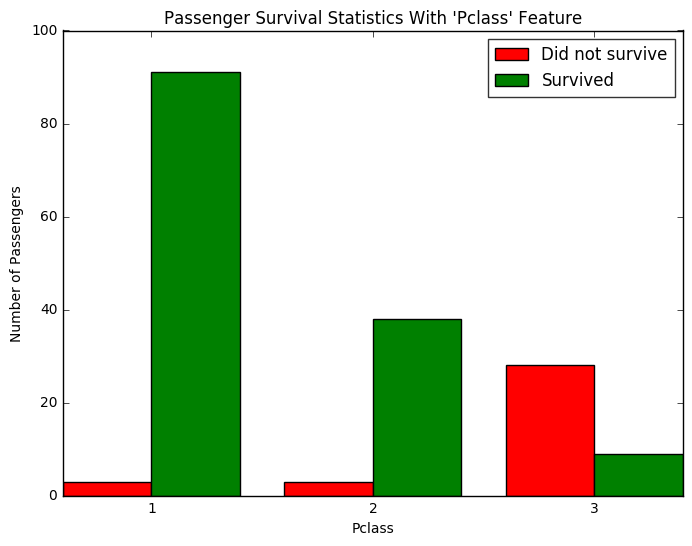 Passenger Survival Statistics With 'Pclass' Feature
Did not survive
Survived
100
80
60
40
20
0
Number of Passengers
1 2 3
Pclass